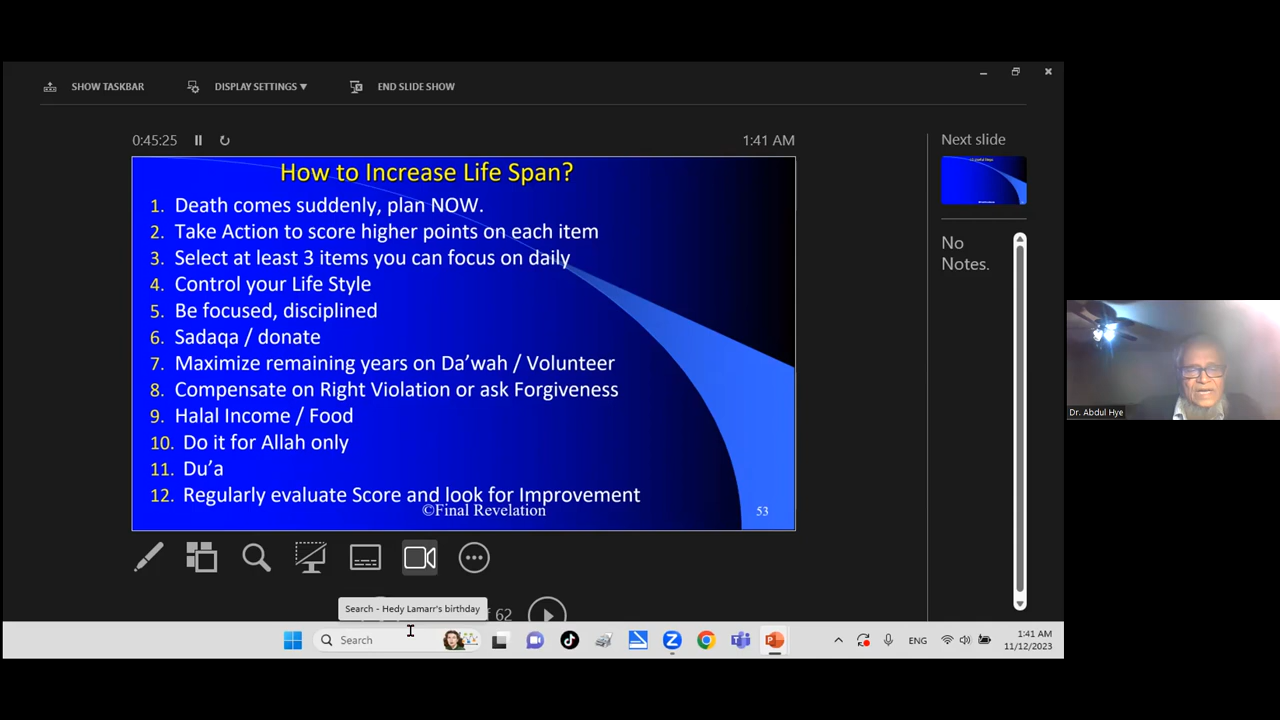 SHOW TASKBAR
DISPLAY SETTINGS ▾
END SLIDE SHOW
0:45:25
1:41 AM
Next slide
How to Increase Life Span?
1. Death comes suddenly, plan NOW.
2. Take Action to score higher points on each item
3. Select at least 3 items you can focus on daily
4. Control your Life Style
5. Be focused, disciplined
6. Sadaqa / donate
7. Maximize remaining years on Da’wah / Volunteer
8. Compensate on Right Violation or ask Forgiveness
9. Halal Income / Food
10. Do it for Allah only
11. Du’a
12. Regularly evaluate Score and look for Improvement
©Final Revelation
53
No
Notes.
Dr. Abdul Hye
Search - Hedy Lamarr's birthday
62
Search
ENG
1:41 AM
11/12/2023